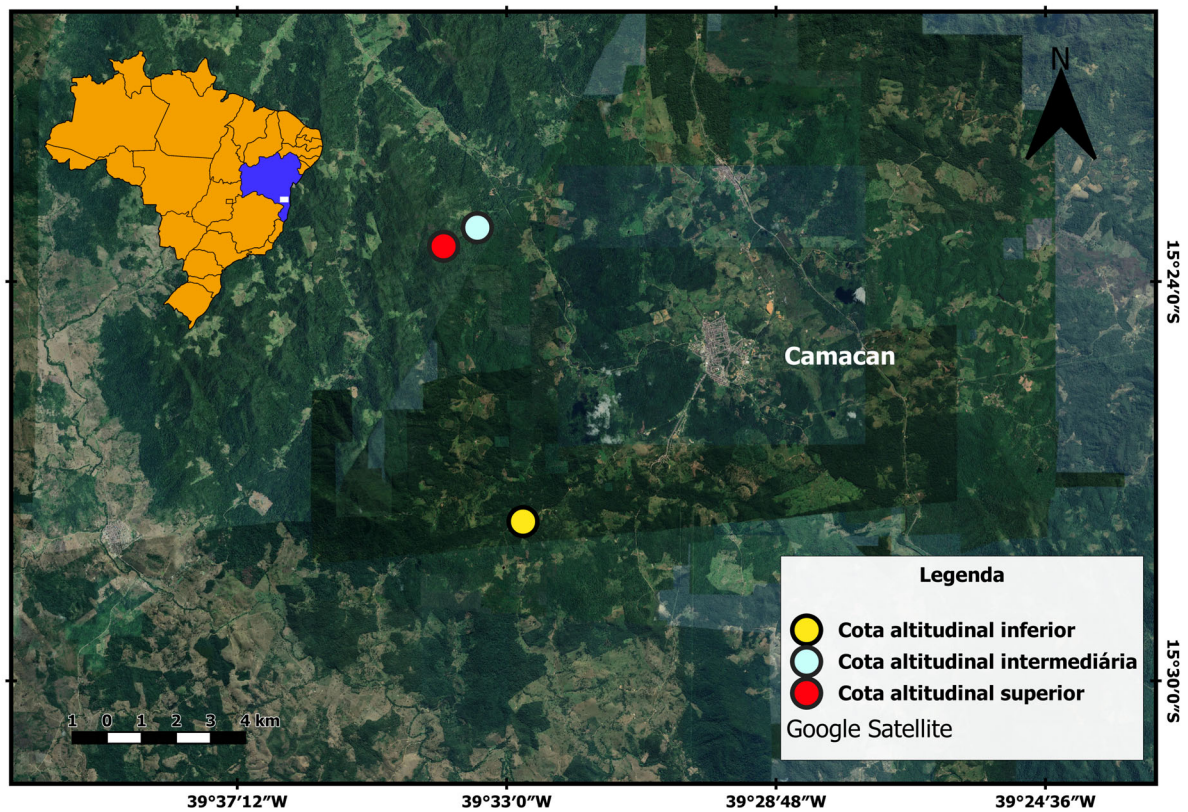 N
15°24'0"S
Camacan
Legenda
Cota altitudinal inferior
Cota altitudinal intermediária
Cota altitudinal superior
Google Satellite
15°30'0"S
1 0 1 2 3 4 km
39°37'12"W 39°33'0"W 39°28'48"W 39°24'36"W